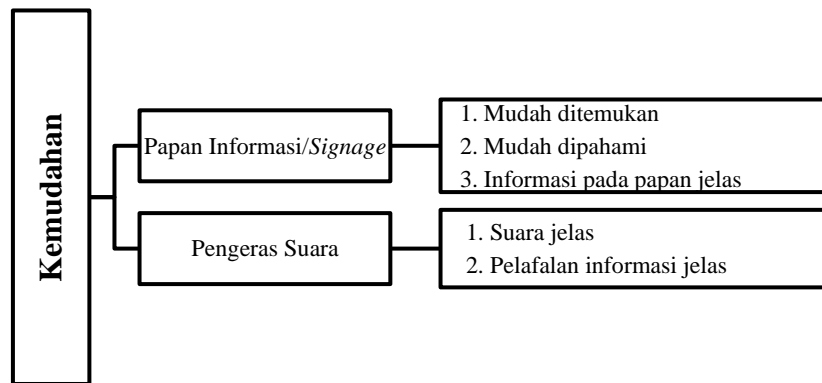 Kemudahan
Papan Informasi/Signage
1. Mudah ditemukan
2. Mudah dipahami
3. Informasi pada papan jelas
Pengeras Suara
1. Suara jelas
2. Pelafalan informasi jelas